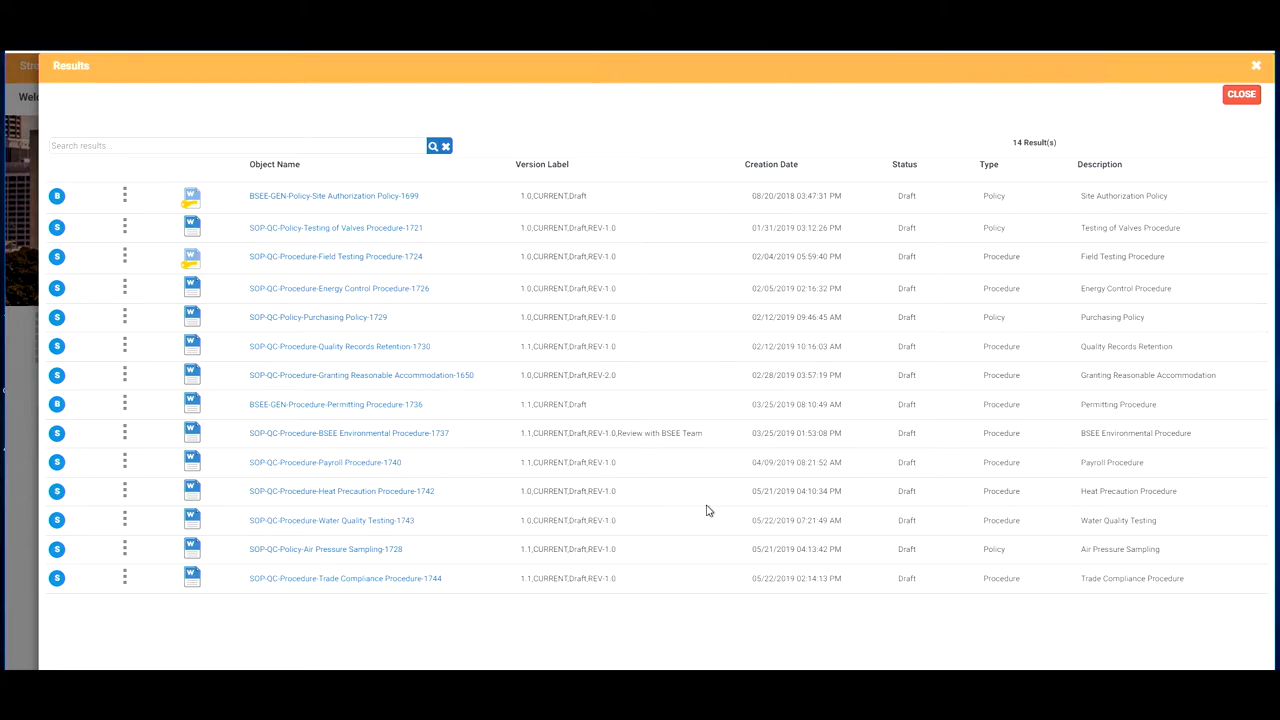 Stre
Results
Welc
CLOSE
Search results...
14 Result(s)
Object Name Version Label Creation Date Status Type Description
B BSEE-GEN-Policy-Site Authorization Policy-1699 1.0,CURRENT,Draft 08/20/2018 03:47:31 PM Draft Policy Site Authorization Policy
S SOP-QC-Policy-Testing of Valves Procedure-1721 1.0,CURRENT,Draft,REV-1.0 01/31/2019 03:12:26 PM Draft Policy Testing of Valves Procedure
S SOP-QC-Procedure-Field Testing Procedure-1724 1.0,CURRENT,Draft,REV-1.0 02/04/2019 05:59:40 PM Draft Procedure Field Testing Procedure
S SOP-QC-Procedure-Energy Control Procedure-1726 1.0,CURRENT,Draft,REV-1.0 02/05/2019 02:16:32 PM Draft Procedure Energy Control Procedure
S SOP-QC-Policy-Purchasing Policy-1729 1.0,CURRENT,Draft,REV-1.0 02/12/2019 09:46:45 AM Draft Policy Purchasing Policy
S SOP-QC-Procedure-Quality Records Retention-1730 1.1,CURRENT,Draft,REV-1.0 02/12/2019 10:16:03 AM Draft Procedure Quality Records Retention
S SOP-QC-Procedure-Granting Reasonable Accommodation-1650 1.0,CURRENT,Draft,REV-2.0 02/28/2019 03:57:19 PM Draft Procedure Granting Reasonable Accommodation
B BSEE-GEN-Procedure-Permitting Procedure-1736 1.1,CURRENT,Draft 03/25/2019 08:10:49 AM Draft Procedure Permitting Procedure
S SOP-QC-Procedure-BSEE Environmental Procedure-1737 1.1,CURRENT,Draft,REV-1.0,Review with BSEE Team 03/25/2019 01:53:08 PM Draft Procedure BSEE Environmental Procedure
S SOP-QC-Procedure-Payroll Procedure-1740 1.1,CURRENT,Draft,REV-1.0 04/09/2019 08:21:52 AM Draft Procedure Payroll Procedure
S SOP-QC-Procedure-Heat Precaution Procedure-1742 1.0,CURRENT,Draft,REV-1.0 05/21/2019 04:10:34 PM Draft Procedure Heat Precaution Procedure
S SOP-QC-Procedure-Water Quality Testing-1743 1.0,CURRENT,Draft,REV-1.0 05/22/2019 07:21:49 AM Draft Procedure Water Quality Testing
S SOP-QC-Policy-Air Pressure Sampling-1728 1.1,CURRENT,Draft,REV-1.0 05/21/2019 04:13:42 PM Draft Policy Air Pressure Sampling
S SOP-QC-Procedure-Trade Compliance Procedure-1744 1.1,CURRENT,Draft,REV-1.0 05/22/2019 02:14:13 PM Draft Procedure Trade Compliance Procedure